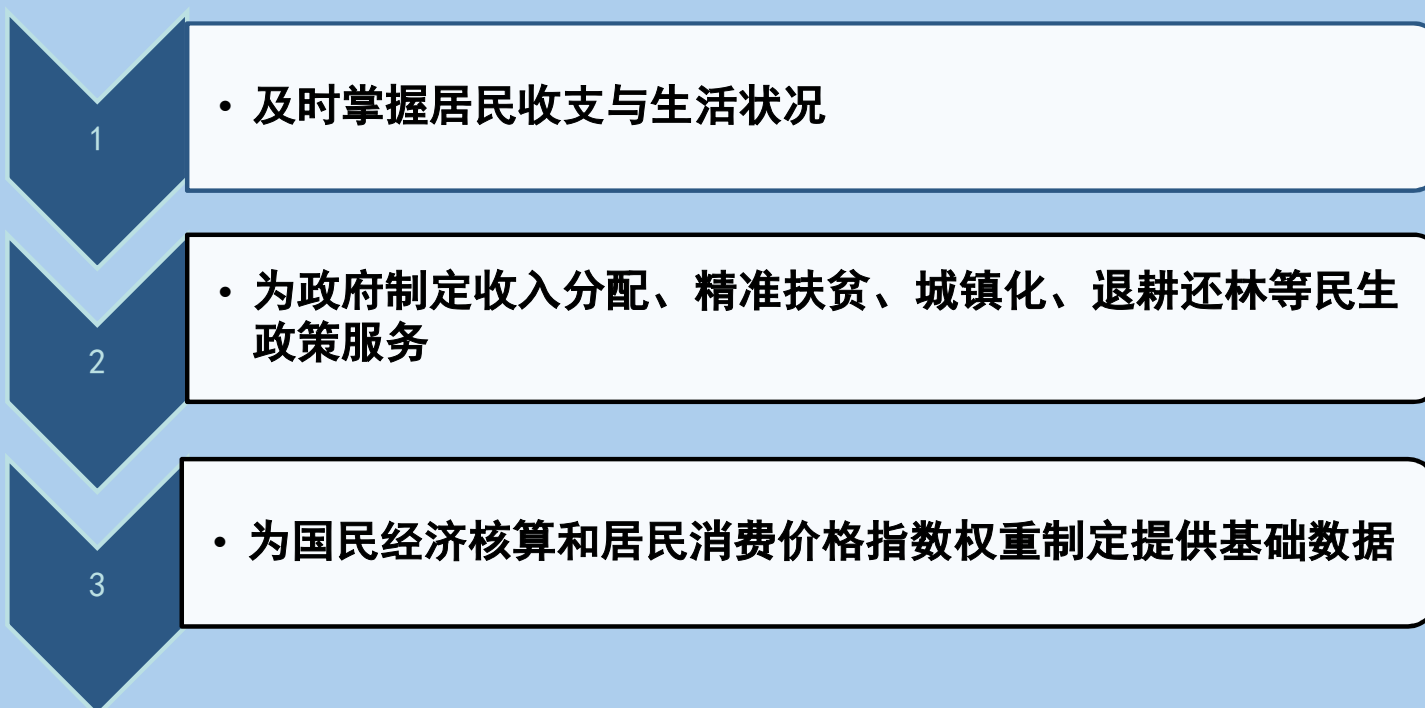 1
• 及时掌握居民收支与生活状况
2
• 为政府制定收入分配、精准扶贫、城镇化、退耕还林等民生
政策服务
3
• 为国民经济核算和居民消费价格指数权重制定提供基础数据